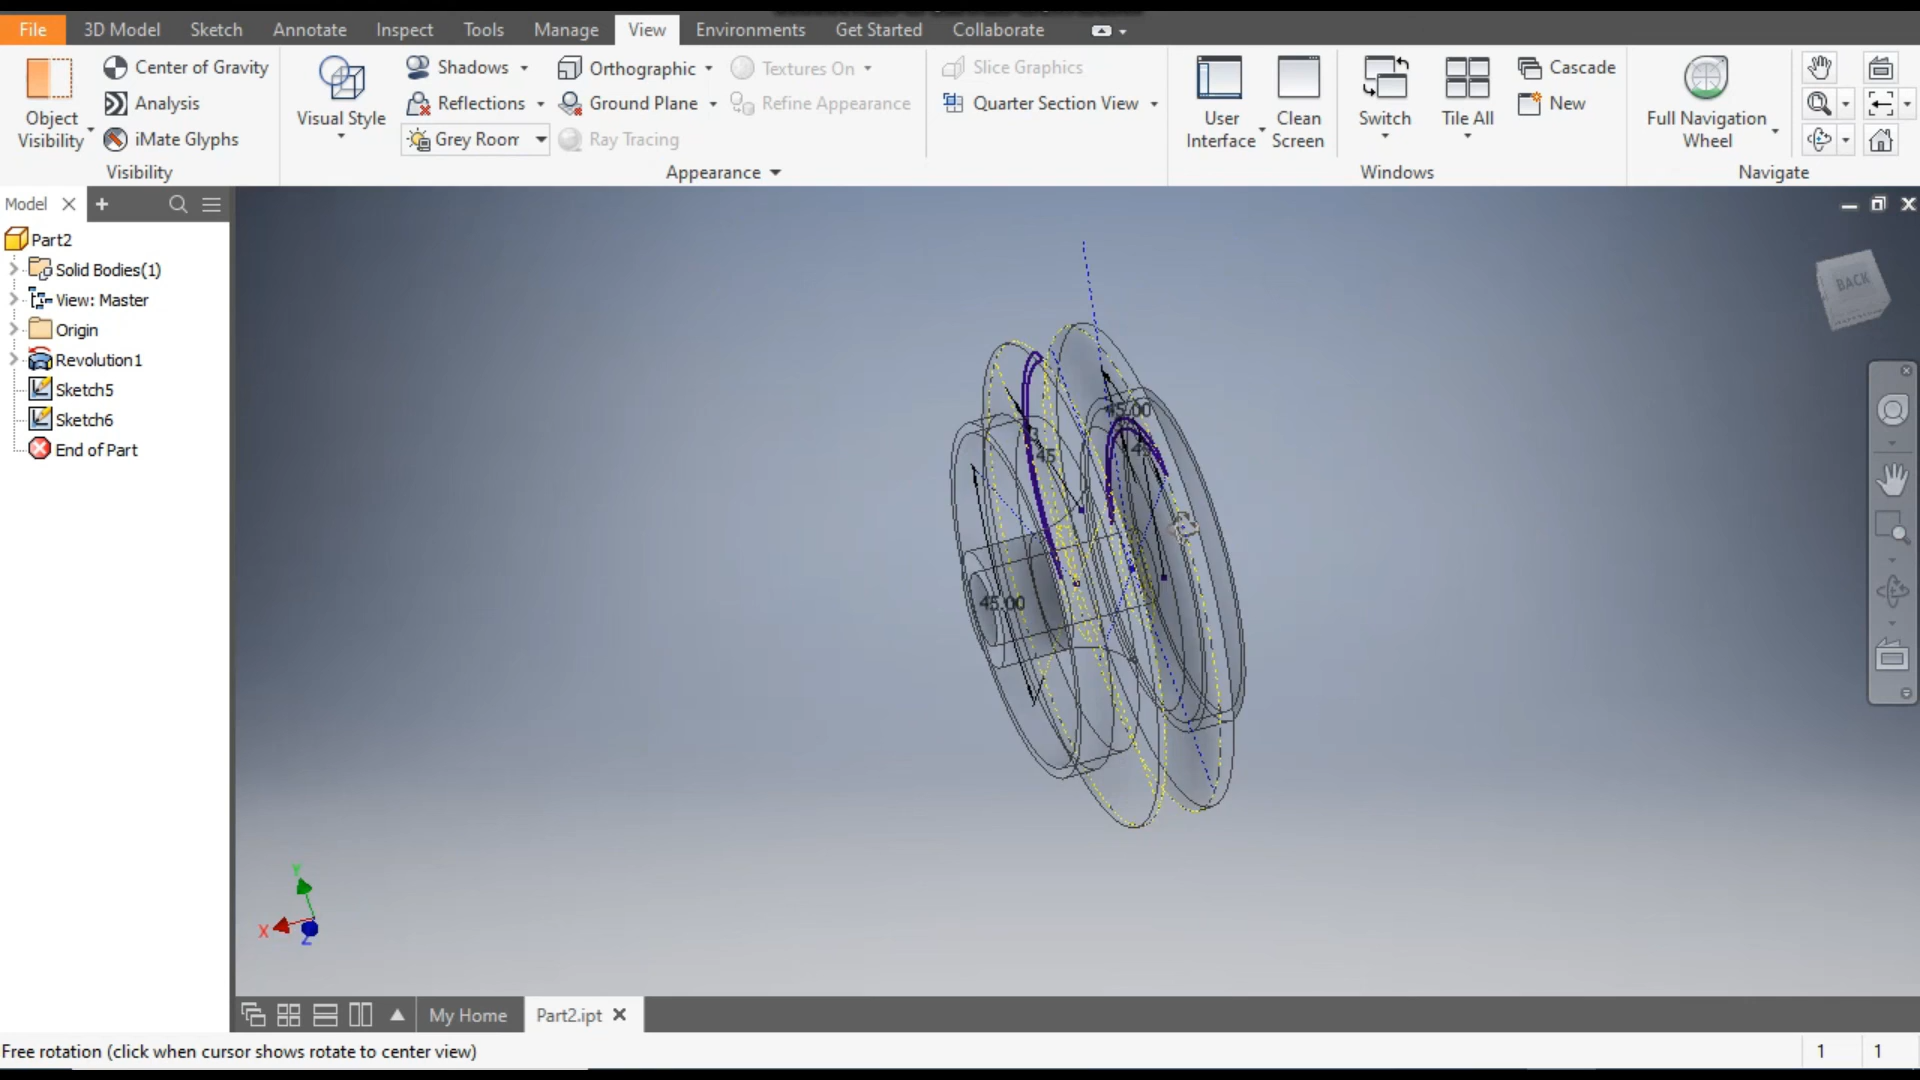 File 3D Model Sketch Annotate Inspect Tools Manage View Environments Get Started Collaborate
Object Visibility
Center of Gravity
Analysis
iMate Glyphs
Visibility
Visual Style
Shadows
Reflections
Grey Room
Orthographic
Ground Plane
Ray Tracing
Textures On
Refine Appearance
Appearance
Slice Graphics
Quarter Section View
User Interface
Clean Screen
Switch
Tile All
Cascade
New
Windows
Full Navigation Wheel
Navigate
Model
Part2
Solid Bodies(1)
View: Master
Origin
Revolution1
Sketch5
Sketch6
End of Part
BACK
45.00
45
45.00
Y
X
Z
My Home
Part2.ipt
Free rotation (click when cursor shows rotate to center view)
1 1